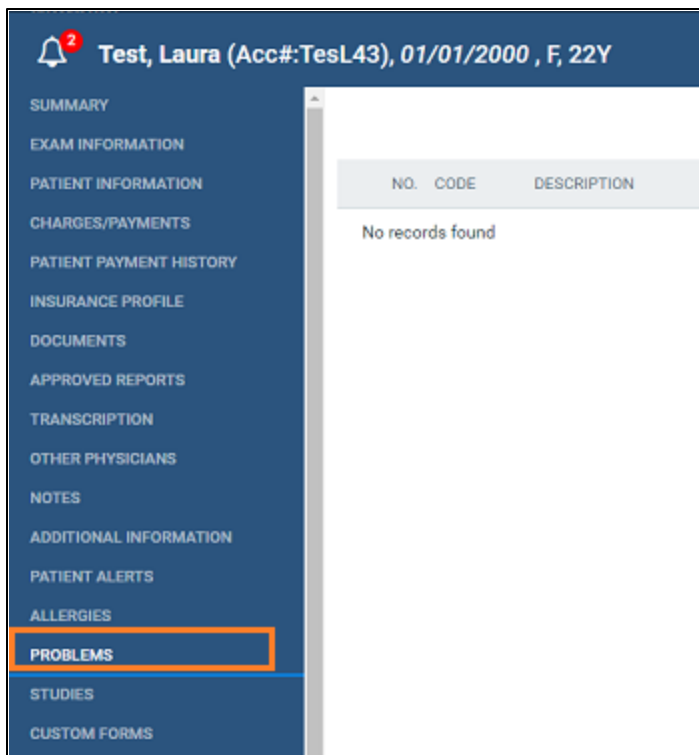 2
Test, Laura (Acc#:TesL43), 01/01/2000 , F, 22Y
SUMMARY
EXAM INFORMATION
PATIENT INFORMATION
CHARGES/PAYMENTS
PATIENT PAYMENT HISTORY
INSURANCE PROFILE
DOCUMENTS
APPROVED REPORTS
TRANSCRIPTION
OTHER PHYSICIANS
NOTES
ADDITIONAL INFORMATION
PATIENT ALERTS
ALLERGIES
PROBLEMS
STUDIES
CUSTOM FORMS
NO. CODE DESCRIPTION
No records found